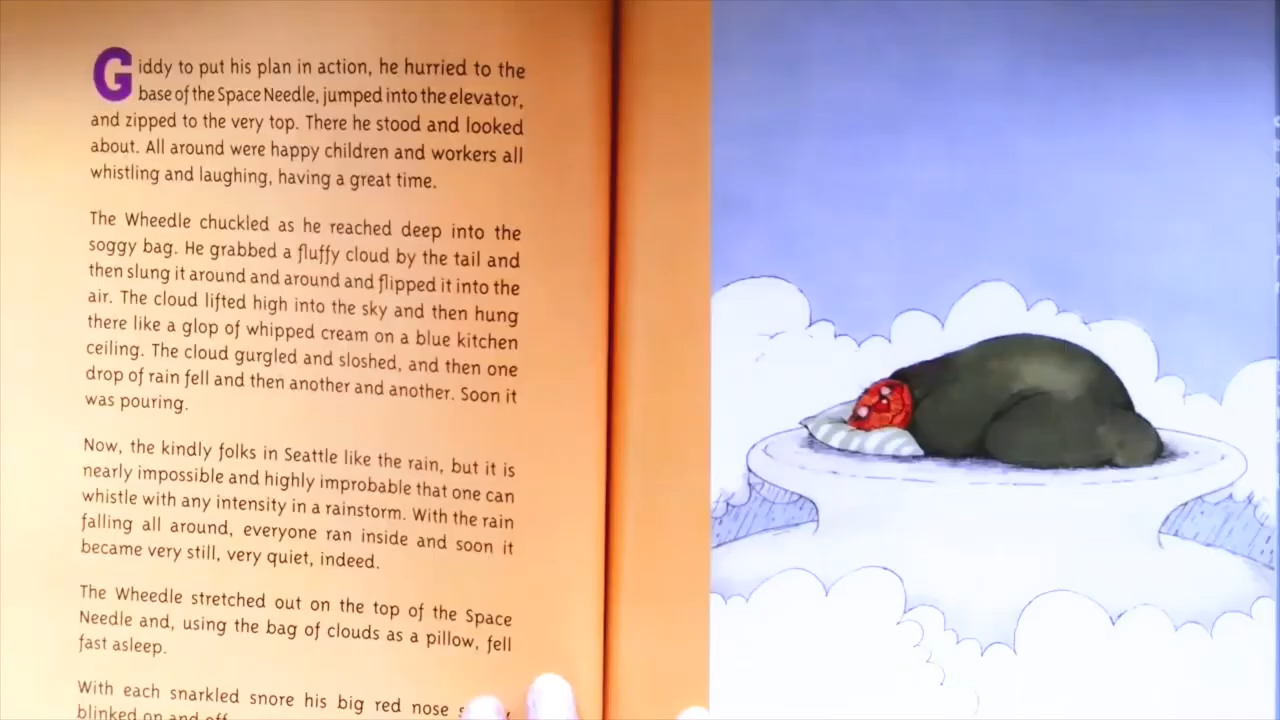 Giddy to put his plan in action, he hurried to the
base of the Space Needle, jumped into the elevator,
and zipped to the very top. There he stood and looked
about. All around were happy children and workers all
whistling and laughing, having a great time.
The Wheedle chuckled as he reached deep into the
soggy bag. He grabbed a fluffy cloud by the tail and
then slung it around and around and flipped it into the
air. The cloud lifted high into the sky and then hung
there like a glop of whipped cream on a blue kitchen
ceiling. The cloud gurgled and sloshed, and then one
drop of rain fell and then another and another. Soon it
was pouring.
Now, the kindly folks in Seattle like the rain, but it is
nearly impossible and highly improbable that one can
whistle with any intensity in a rainstorm. With the rain
falling all around, everyone ran inside and soon it
became very still, very quiet, indeed.
The Wheedle stretched out on the top of the Space
Needle and, using the bag of clouds as a pillow, fell
fast asleep.
With each snarkled snore his big red nose
blinked on and off